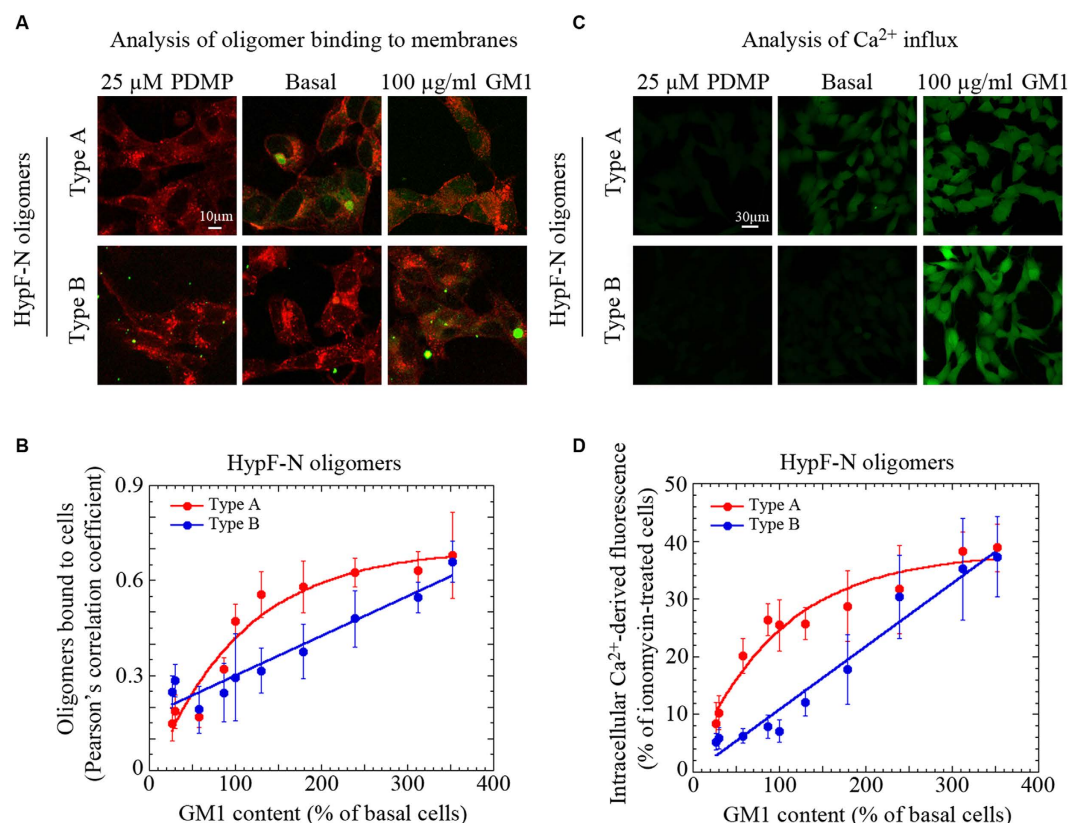 A
Analysis of oligomer binding to membranes
25 µM PDMP Basal 100 µg/ml GM1
HypF-N oligomers
Type A
10µm
Type B
C
Analysis of Ca²⁺ influx
25 µM PDMP Basal 100 µg/ml GM1
HypF-N oligomers
Type A
30µm
Type B
B
HypF-N oligomers
Oligomers bound to cells
(Pearson's correlation coefficient)
0.9
0.6
0.3
0
Type A
Type B
0 100 200 300 400
GM1 content (% of basal cells)
D
HypF-N oligomers
Intracellular Ca²⁺-derived fluorescence
(% of ionomycin-treated cells)
50
40
30
20
10
0
Type A
Type B
0 100 200 300 400
GM1 content (% of basal cells)